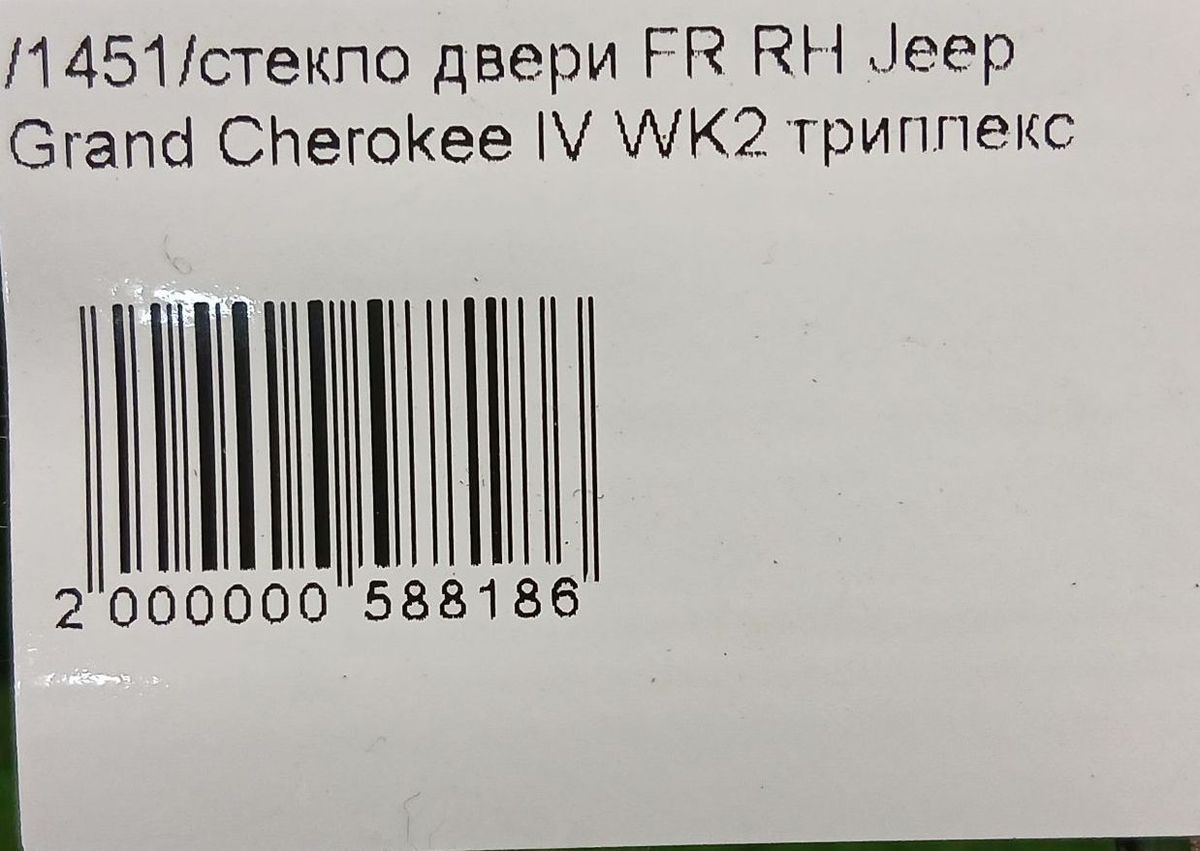 /1451/стекло двери FR RH Jeep
Grand Cherokee IV WK2 триплекс
2 000000 588186